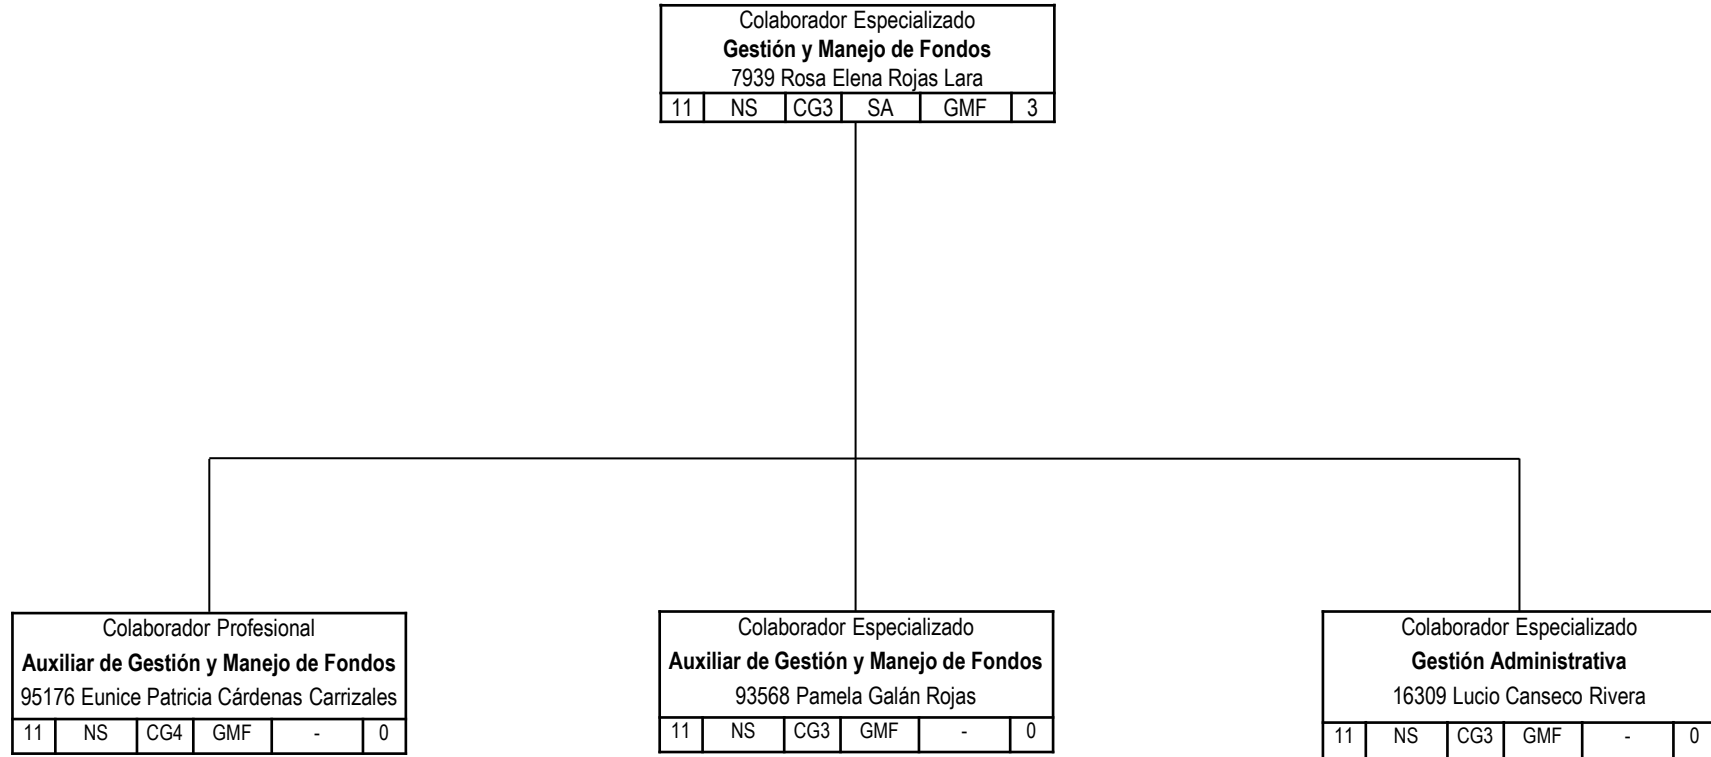 Colaborador Especializado
Gestión y Manejo de Fondos
7939 Rosa Elena Rojas Lara
11 NS CG3 SA GMF 3
Colaborador Profesional
Auxiliar de Gestión y Manejo de Fondos
95176 Eunice Patricia Cárdenas Carrizales
11 NS CG4 GMF - 0
Colaborador Especializado
Auxiliar de Gestión y Manejo de Fondos
93568 Pamela Galán Rojas
11 NS CG3 GMF - 0
Colaborador Especializado
Gestión Administrativa
16309 Lucio Canseco Rivera
11 NS CG3 GMF - 0